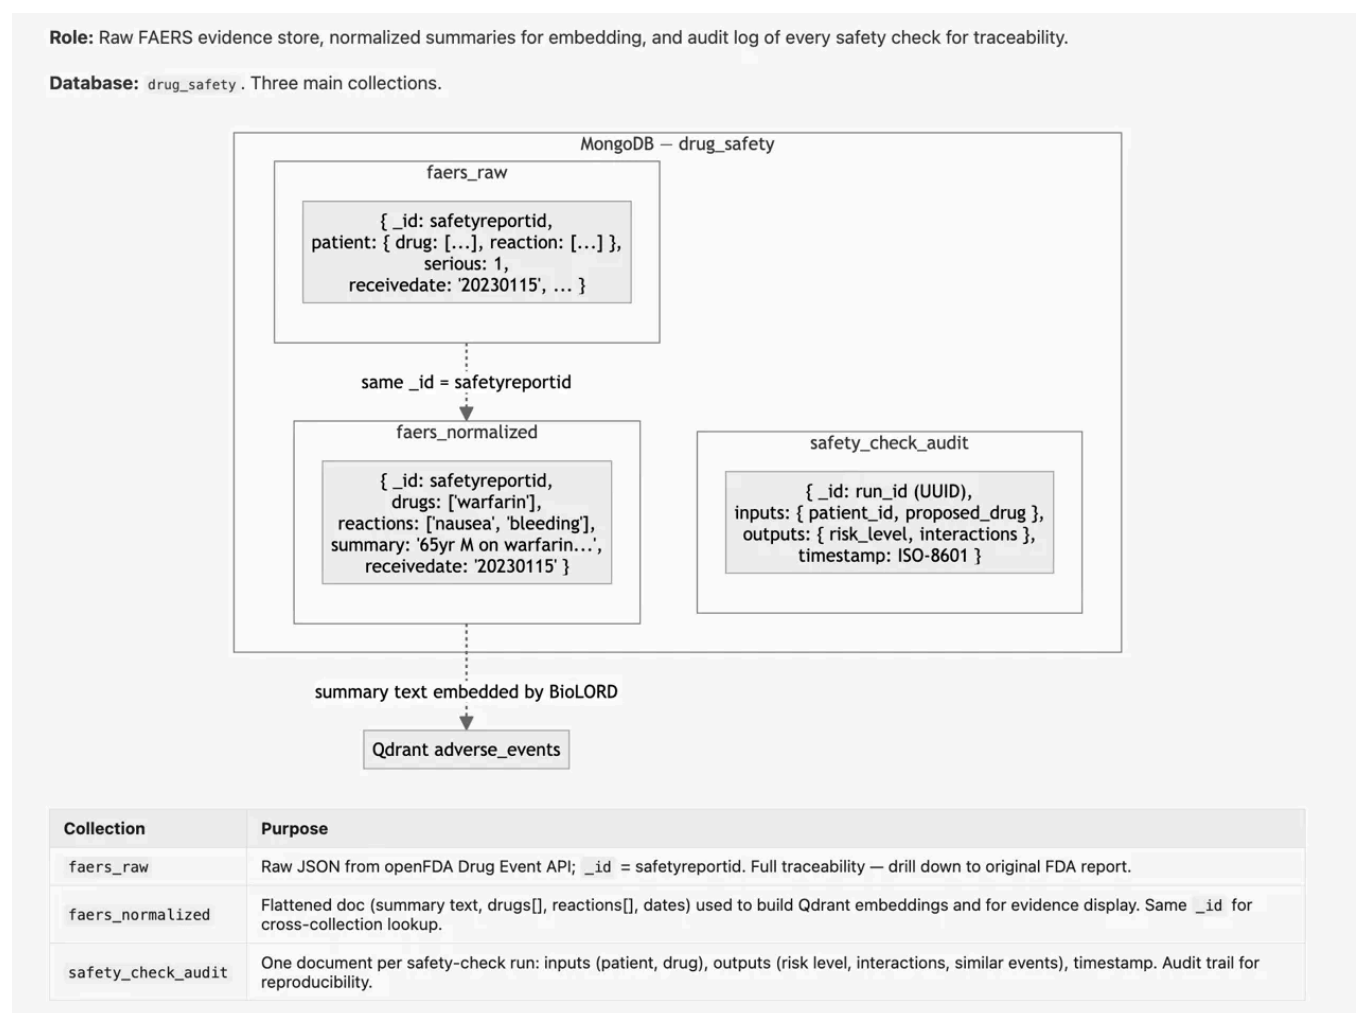 Role: Raw FAERS evidence store, normalized summaries for embedding, and audit log of every safety check for traceability.
Database: drug_safety. Three main collections.
MongoDB — drug_safety
faers_raw
{ _id: safetyreportid,
patient: { drug: [...], reaction: [...] },
serious: 1,
receivedate: '20230115', ... }
same _id = safetyreportid
faers_normalized
{ _id: safetyreportid,
drugs: ['warfarin'],
reactions: ['nausea', 'bleeding'],
summary: '65yr M on warfarin...',
receivedate: '20230115' }
safety_check_audit
{ _id: run_id (UUID),
inputs: { patient_id, proposed_drug },
outputs: { risk_level, interactions },
timestamp: ISO-8601 }
summary text embedded by BioLORD
Qdrant adverse_events
Collection Purpose
faers_raw Raw JSON from openFDA Drug Event API; _id = safetyreportid. Full traceability — drill down to original FDA report.
faers_normalized Flattened doc (summary text, drugs[], reactions[], dates) used to build Qdrant embeddings and for evidence display. Same _id for
cross-collection lookup.
safety_check_audit One document per safety-check run: inputs (patient, drug), outputs (risk level, interactions, similar events), timestamp. Audit trail for
reproducibility.